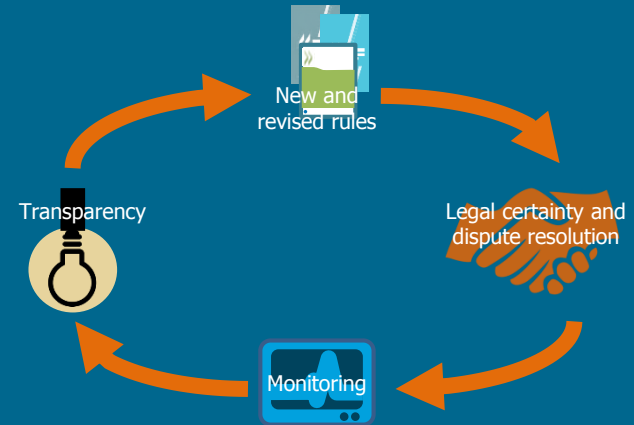 New and
revised rules
Transparency
Legal certainty and
dispute resolution
Monitoring